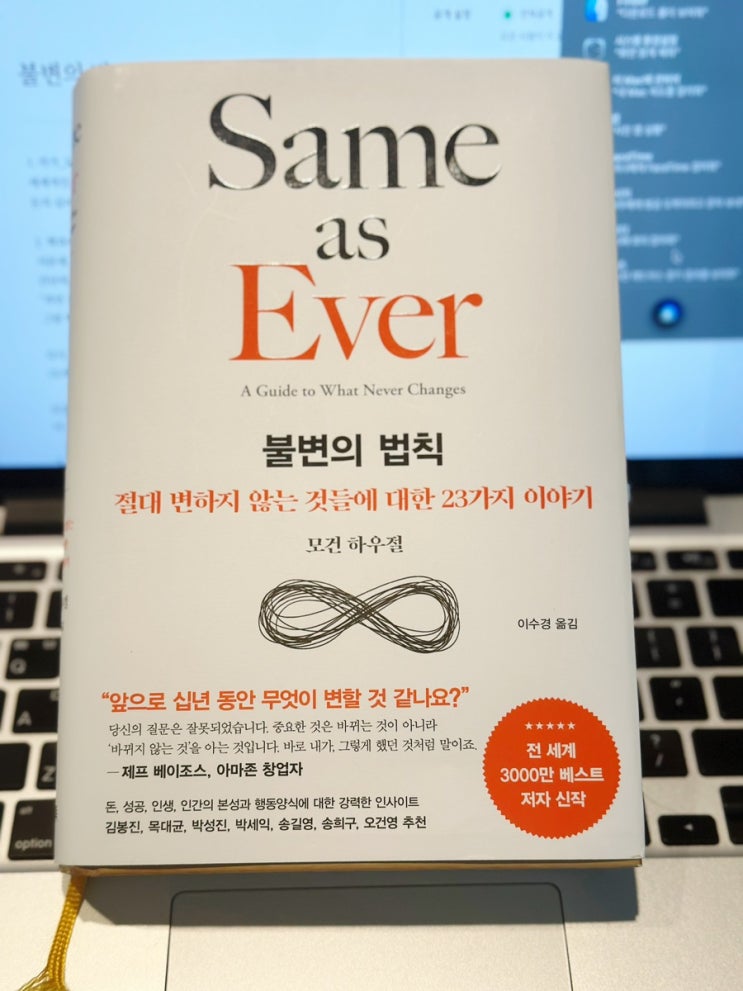 Same
as
Ever
A Guide to What Never Changes
불변의 법칙
절대 변하지 않는 것들에 대한 23가지 이야기
모건 하우절
이수경 옮김
“앞으로 십년 동안 무엇이 변할 것 같나요?”
당신의 질문은 잘못되었습니다. 중요한 것은 바뀌는 것이 아니라
‘바뀌지 않는 것’을 아는 것입니다. 바로 내가, 그렇게 했던 것처럼 말이죠.
— 제프 베이조스, 아마존 창업자
돈, 성공, 인생, 인간의 본성과 행동양식에 대한 강력한 인사이트
김봉진, 목대균, 박성진, 박세익, 송길영, 송희구, 오건영 추천
★★★★★
전 세계
3000만 베스트
저자 신작
불변의
Q
A
Z
option